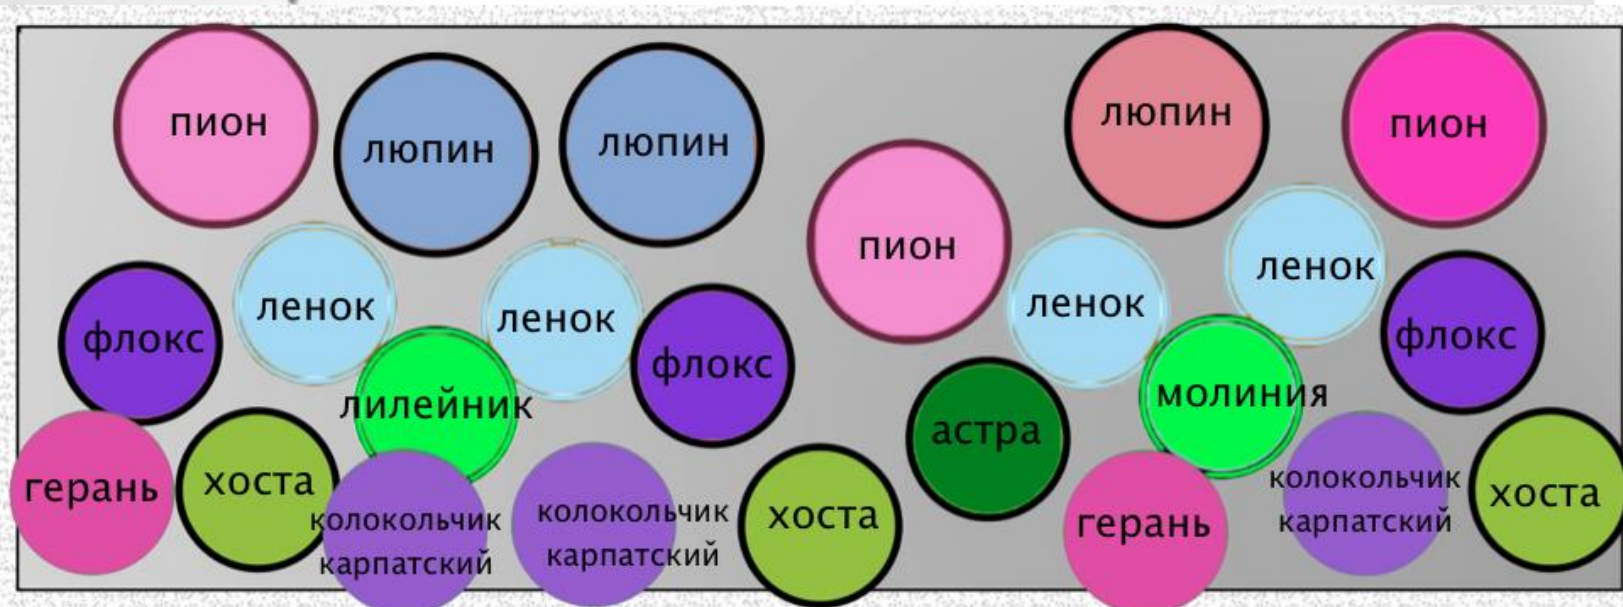 пион
люпин
люпин
люпин
пион
пион
ленок
ленок
ленок
ленок
флокс
флокс
флокс
лилейник
молиния
астра
герань
хоста
колокольчик
карпатский
колокольчик
карпатский
хоста
герань
колокольчик
карпатский
хоста